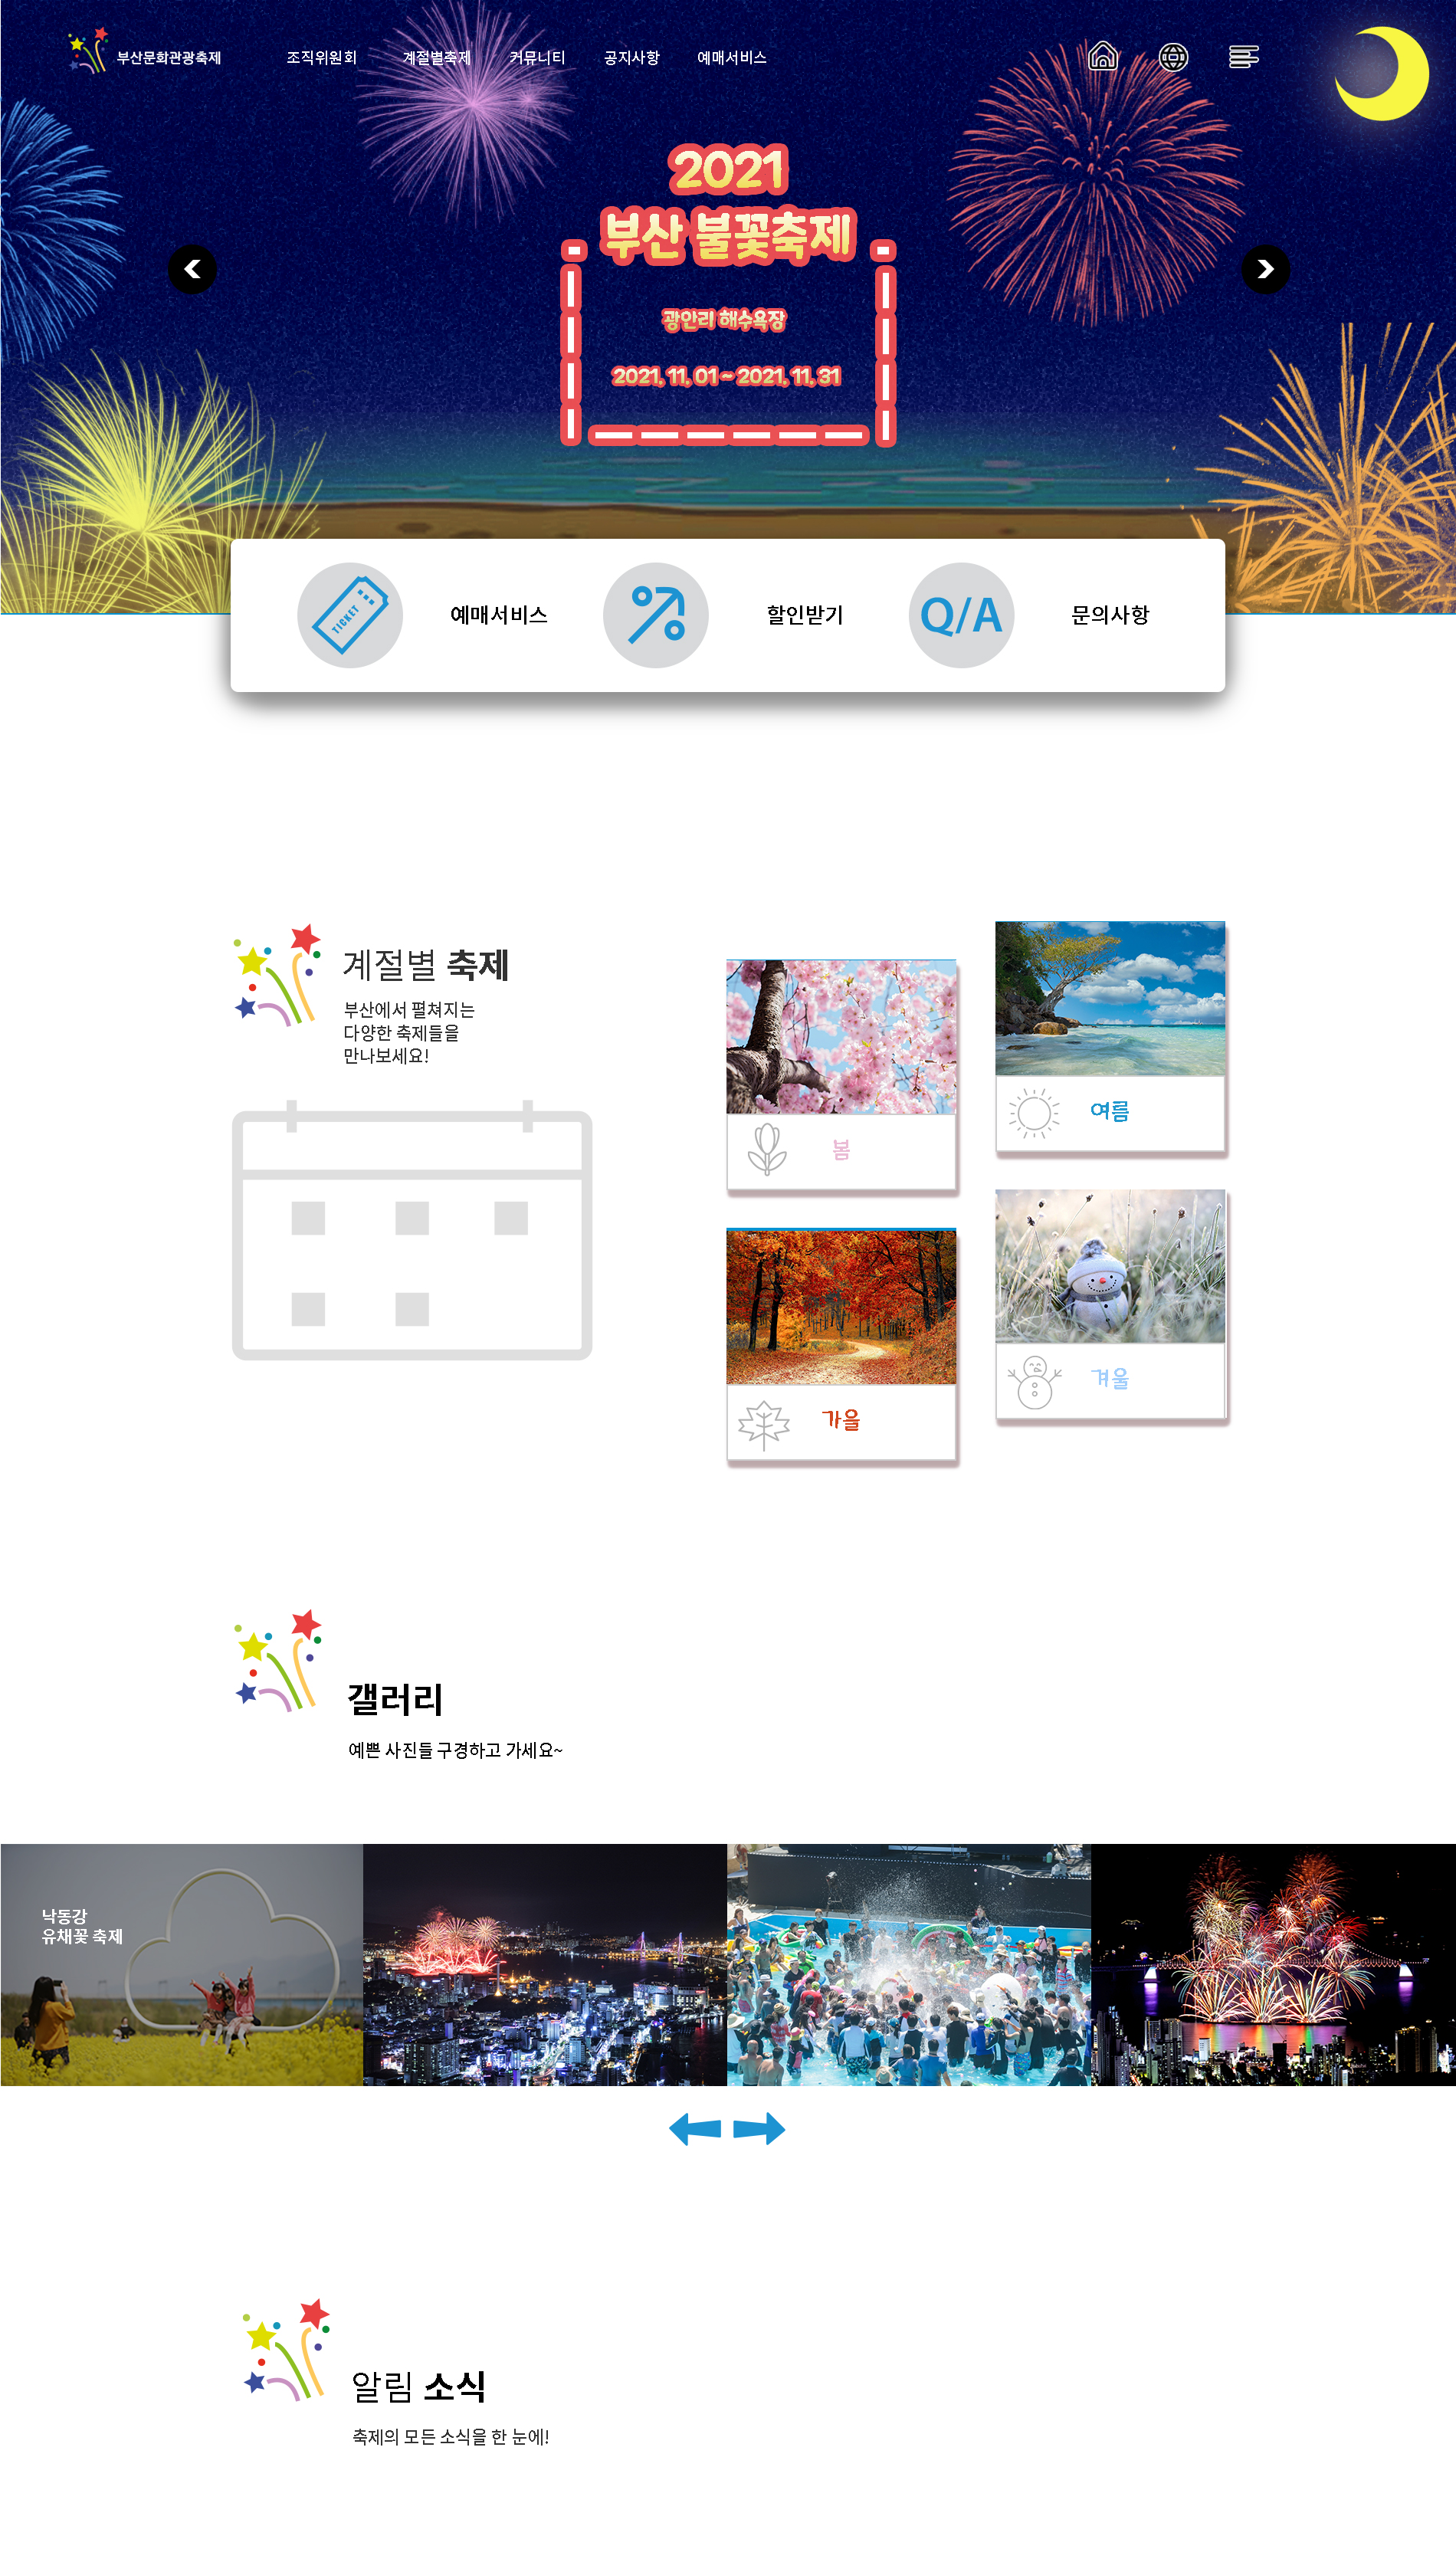 부산문화관광축제
조직위원회 계절별축제 커뮤니티 공지사항 예매서비스
2021
부산 불꽃축제
광안리 해수욕장
2021. 11. 01 ~ 2021. 11. 31
TICKET
예매서비스
할인받기
Q/A
문의사항
계절별 축제
부산에서 펼쳐지는
다양한 축제들을
만나보세요!
봄
여름
가을
겨울
갤러리
예쁜 사진들 구경하고 가세요~
낙동강
유채꽃 축제
알림 소식
축제의 모든 소식을 한 눈에!